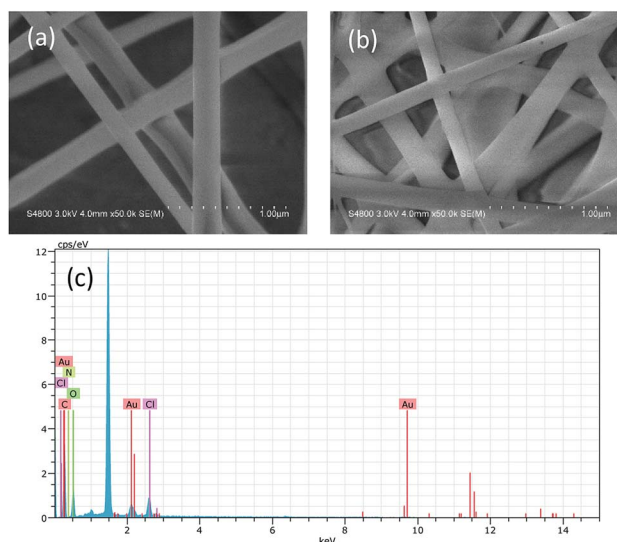 (a)
(b)
S4800 3.0kV 4.0mm x50.0k SE(M)
1.00μm
S4800 3.0kV 4.0mm x50.0k SE(M)
1.00μm
cps/eV
(c)
12
10
8
6
4
2
0
Au
N
Cl
O
C
Au
Cl
Au
2
4
6
8
10
12
14
keV